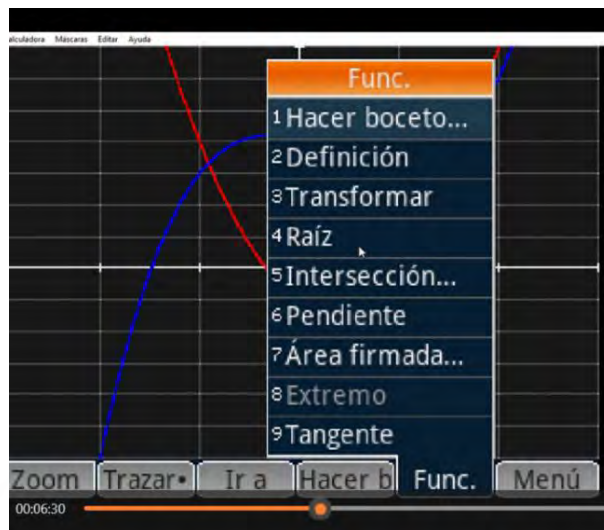 alculadora Máscaras Editar Ayuda
Func.
1 Hacer boceto...
2 Definición
3 Transformar
4 Raíz
5 Intersección...
6 Pendiente
7 Área firmada...
8 Extremo
9 Tangente
Zoom Trazar• Ir a Hacer b Func. Menú
00:06:30